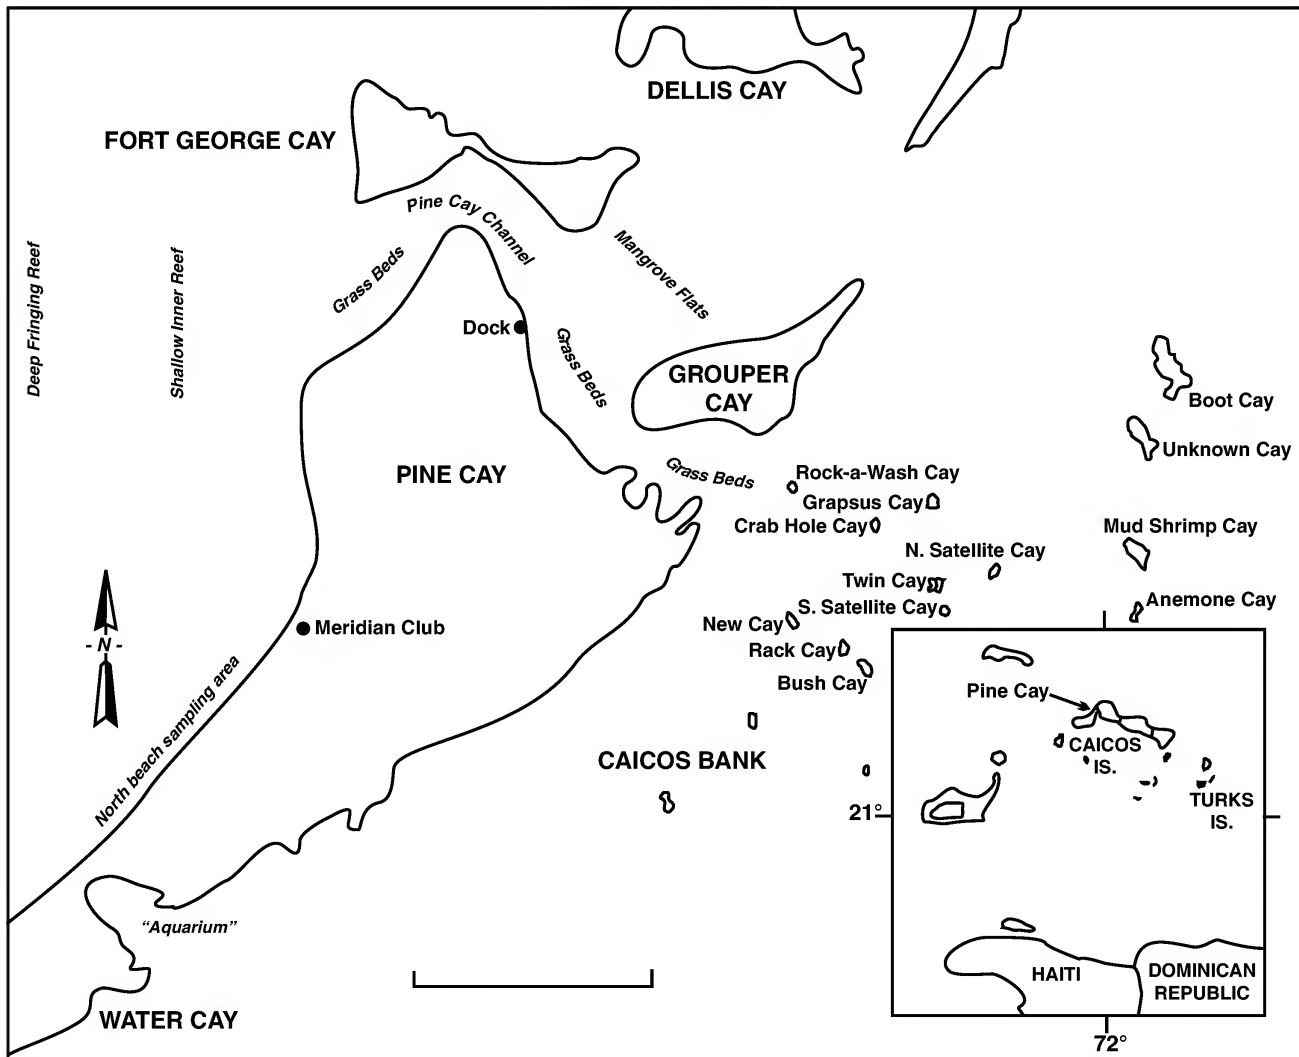 DELLIS CAY
FORT GEORGE CAY
Pine Cay Channel
Mangrove Flats
Grass Beds
Deep Fringing Reef
Shallow Inner Reef
Dock
Grass Beds
GROUPER
CAY
Boot Cay
Unknown Cay
PINE CAY
Grass Beds
Rock-a-Wash Cay
Grapsus Cay
Crab Hole Cay
Mud Shrimp Cay
N. Satellite Cay
Twin Cay
S. Satellite Cay
Anemone Cay
New Cay
Meridian Club
- N -
Rack Cay
Bush Cay
North beach sampling area
CAICOS BANK
Pine Cay
CAICOS
IS.
TURKS
IS.
21°
"Aquarium"
HAITI
DOMINICAN
REPUBLIC
WATER CAY
72°